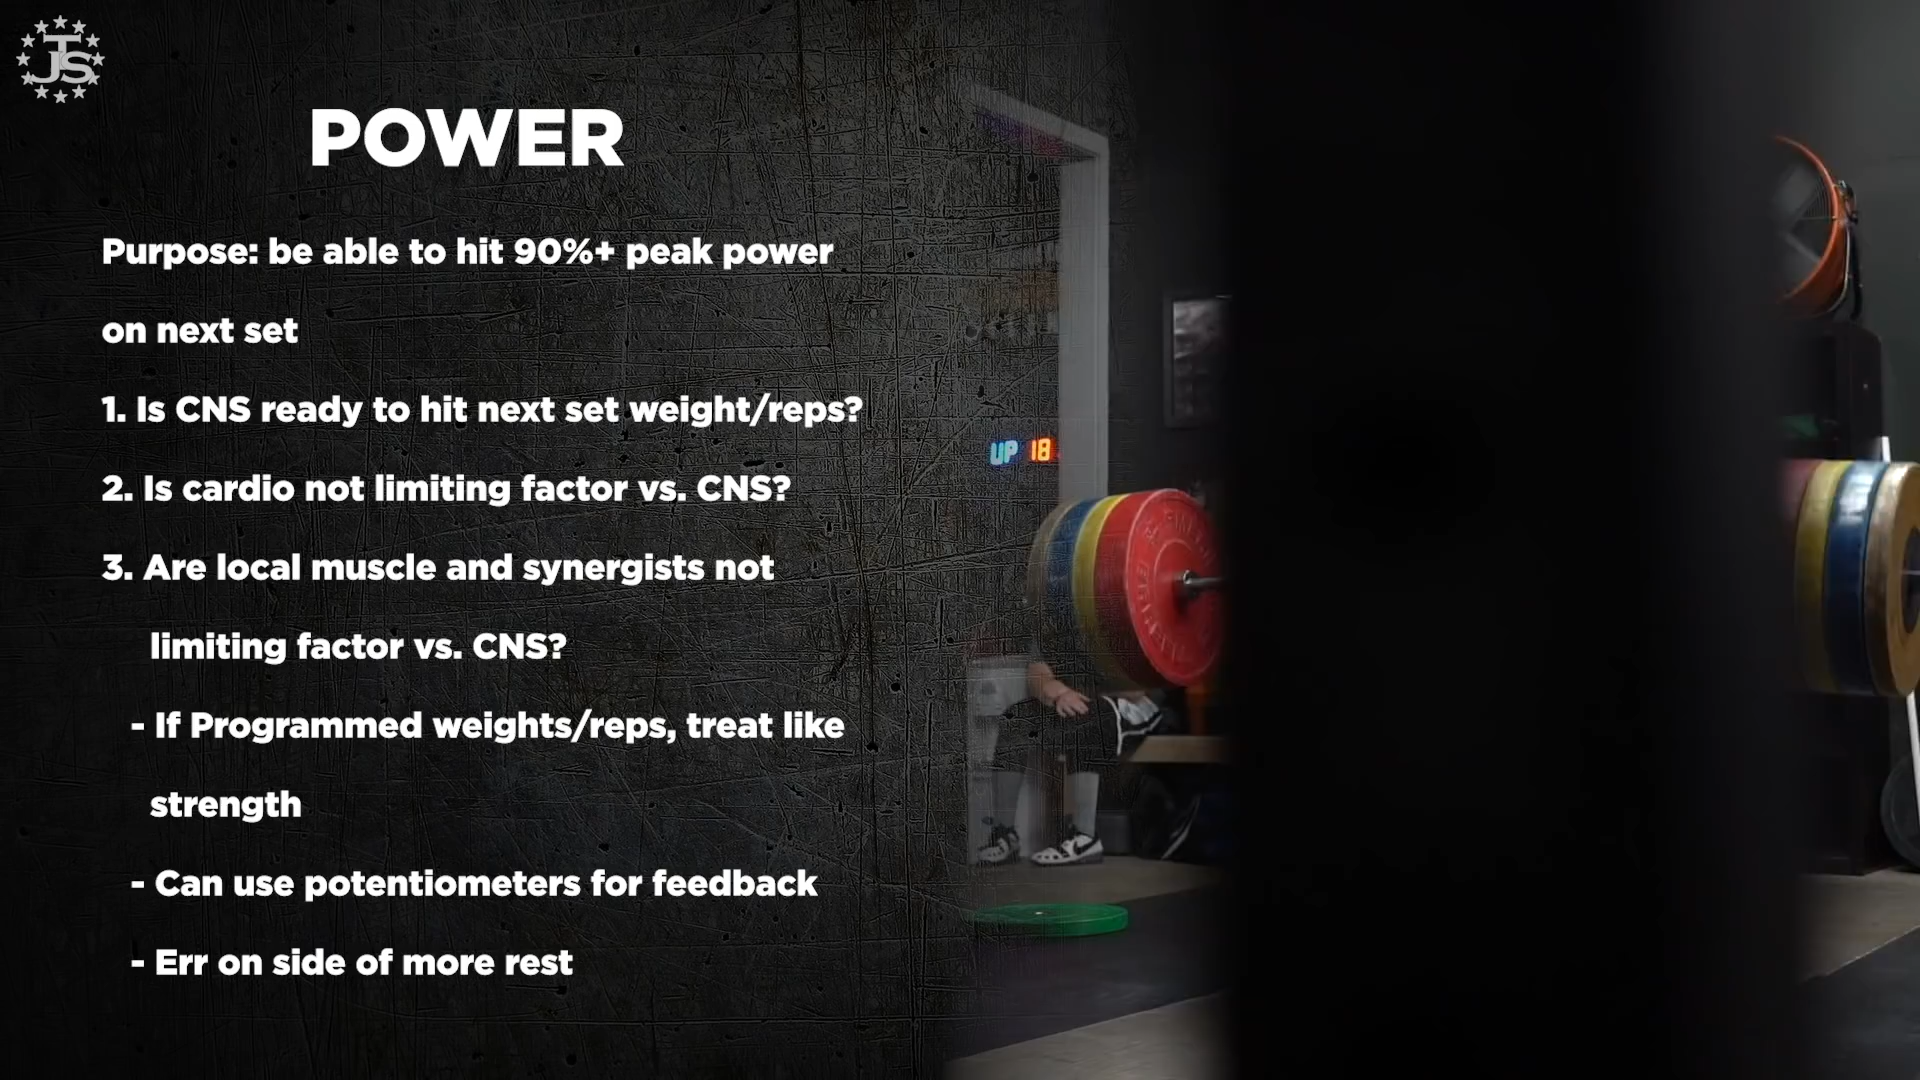 JTS
POWER
Purpose: be able to hit 90%+ peak power
on next set
1. Is CNS ready to hit next set weight/reps?
2. Is cardio not limiting factor vs. CNS?
3. Are local muscle and synergists not
limiting factor vs. CNS?
- If Programmed weights/reps, treat like
strength
- Can use potentiometers for feedback
- Err on side of more rest
UP 18